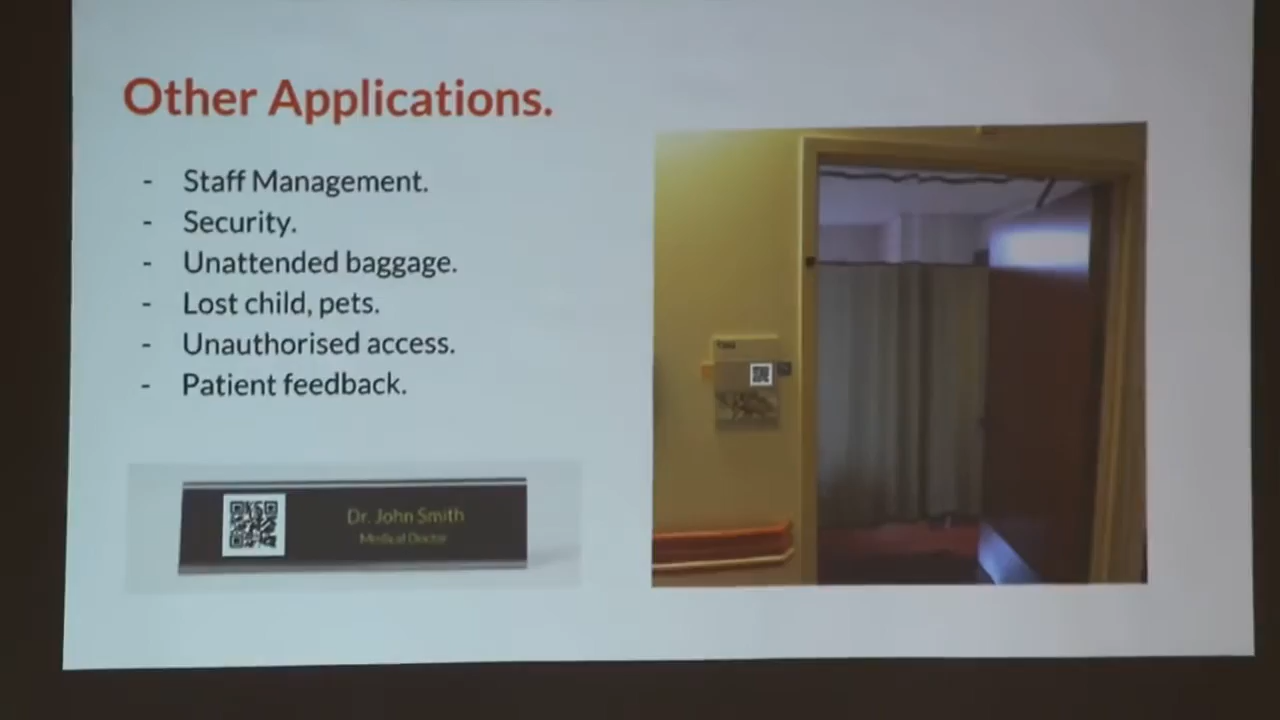 Other Applications.
- Staff Management.
- Security.
- Unattended baggage.
- Lost child, pets.
- Unauthorised access.
- Patient feedback.
Dr. John Smith
Medical Doctor